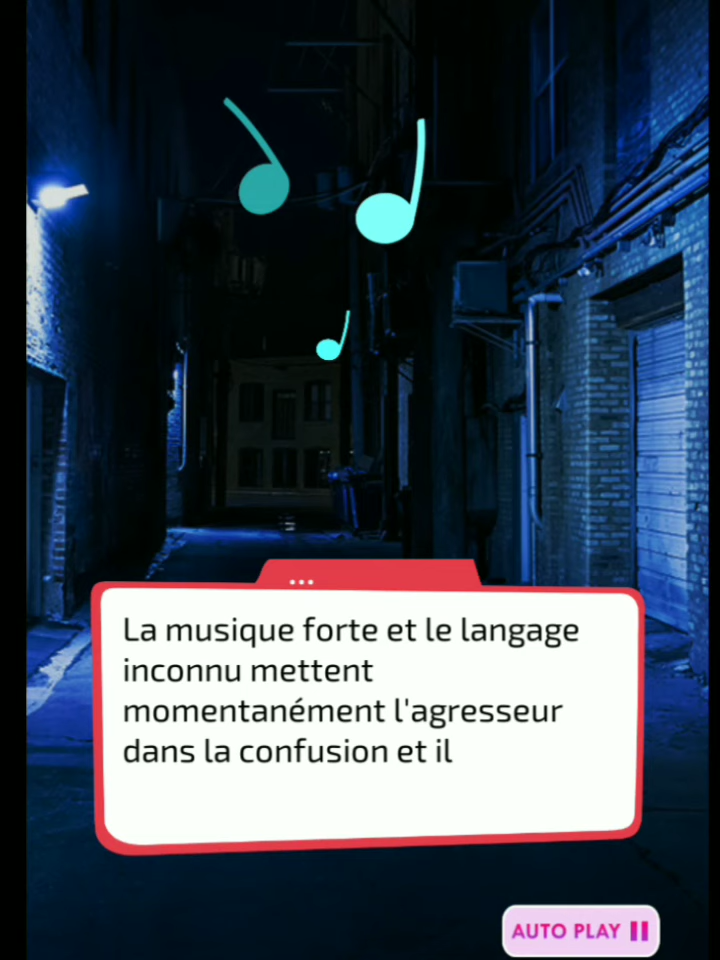 ...
La musique forte et le langage
inconnu mettent
momentanément l'agresseur
dans la confusion et il
AUTO PLAY